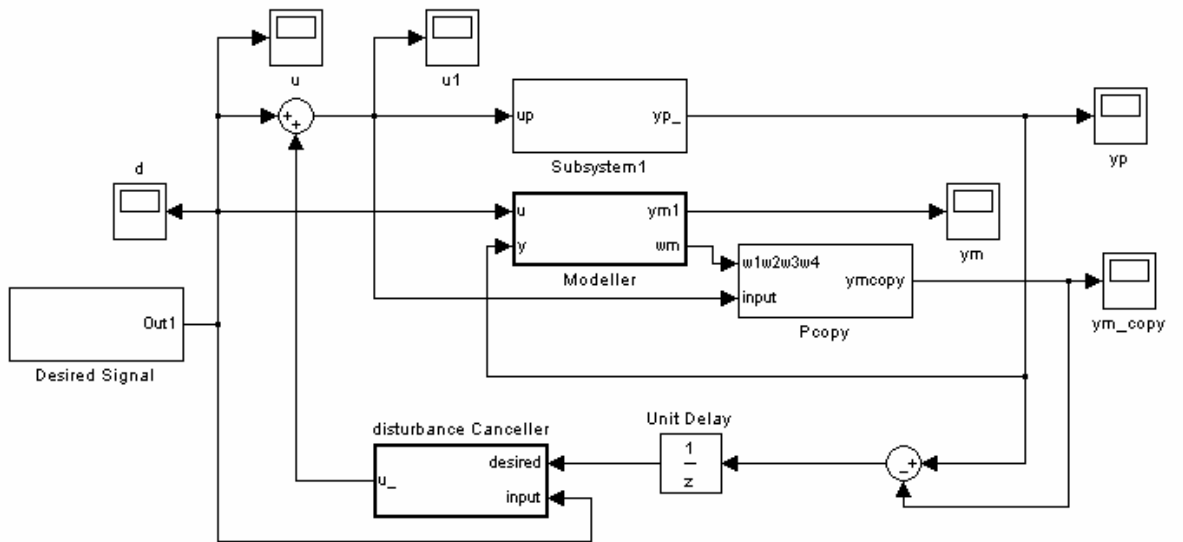 u
u1
+
+
up
yp_
Subsystem1
yp
d
u
ym1
y
wm
Modeller
ym
w1w2w3w4
ymcopy
input
Pcopy
ym_copy
Out1
Desired Signal
disturbance Canceller
desired
u_
input
Unit Delay
1
z
+
-